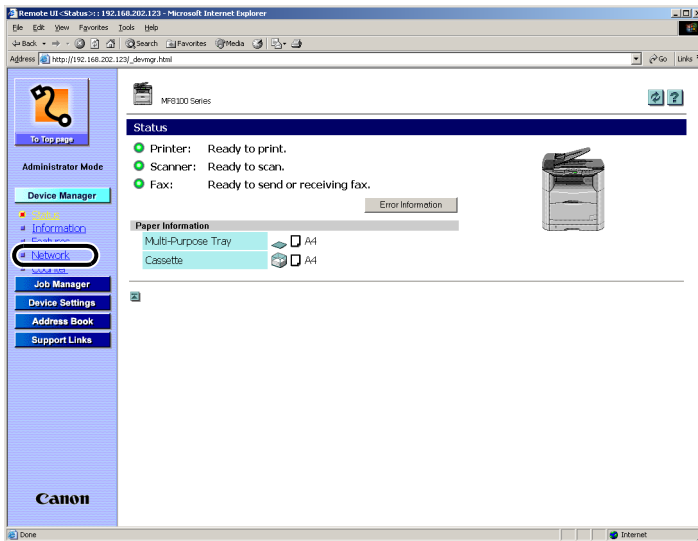 Remote UI <Status> : : 192.168.202.123 - Microsoft Internet Explorer
File Edit View Favorites Tools Help
Back Search Favorites Media
Address http://192.168.202.123/_devmgr.html Go Links
MF8100 Series
To Top page
Status
Printer: Ready to print.
Administrator Mode
Scanner: Ready to scan.
Fax: Ready to send or receiving fax.
Device Manager
Error Information
Status
Information
Paper Information
Features
Multi-Purpose Tray A4
Network
Cassette A4
Counter
Job Manager
Device Settings
Address Book
Support Links
Canon
Done Internet